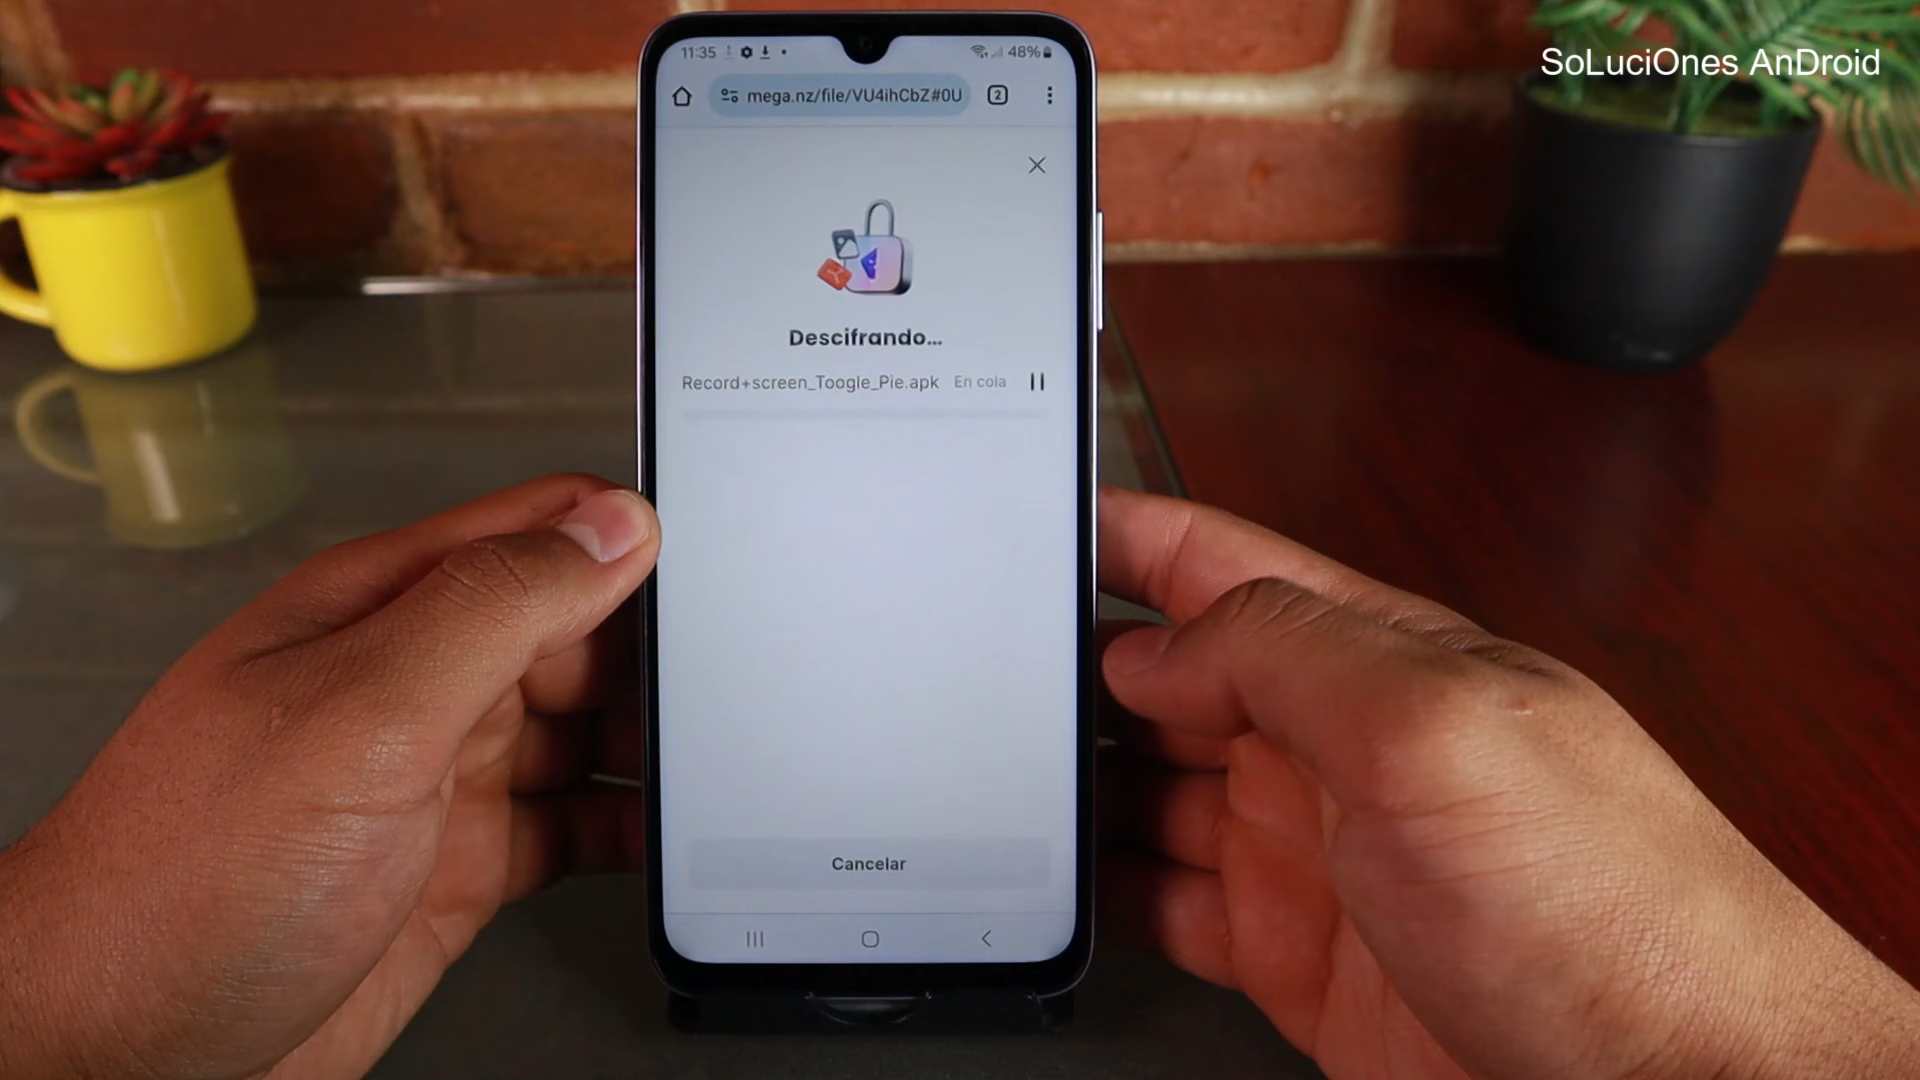 SoLuciOnes AnDroid
11:35
48%
mega.nz/file/VU4ihCbZ#0U
2
Descifrando...
Record+screen_Toogle_Pie.apk En cola
Cancelar